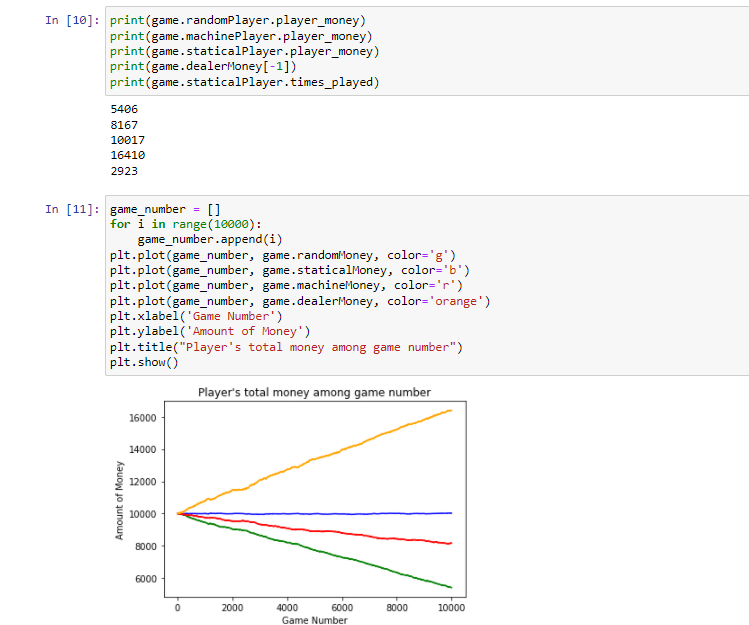 In [10]: print(game.randomPlayer.player_money)
print(game.machinePlayer.player_money)
print(game.staticalPlayer.player_money)
print(game.dealerMoney[-1])
print(game.staticalPlayer.times_played)
5406
8167
10017
16410
2923
In [11]: game_number = []
for i in range(10000):
    game_number.append(i)
plt.plot(game_number, game.randomMoney, color='g')
plt.plot(game_number, game.staticalMoney, color='b')
plt.plot(game_number, game.machineMoney, color='r')
plt.plot(game_number, game.dealerMoney, color='orange')
plt.xlabel('Game Number')
plt.ylabel('Amount of Money')
plt.title("Player's total money among game number")
plt.show()
Player's total money among game number
Amount of Money
16000
14000
12000
10000
8000
6000
0 2000 4000 6000 8000 10000
Game Number